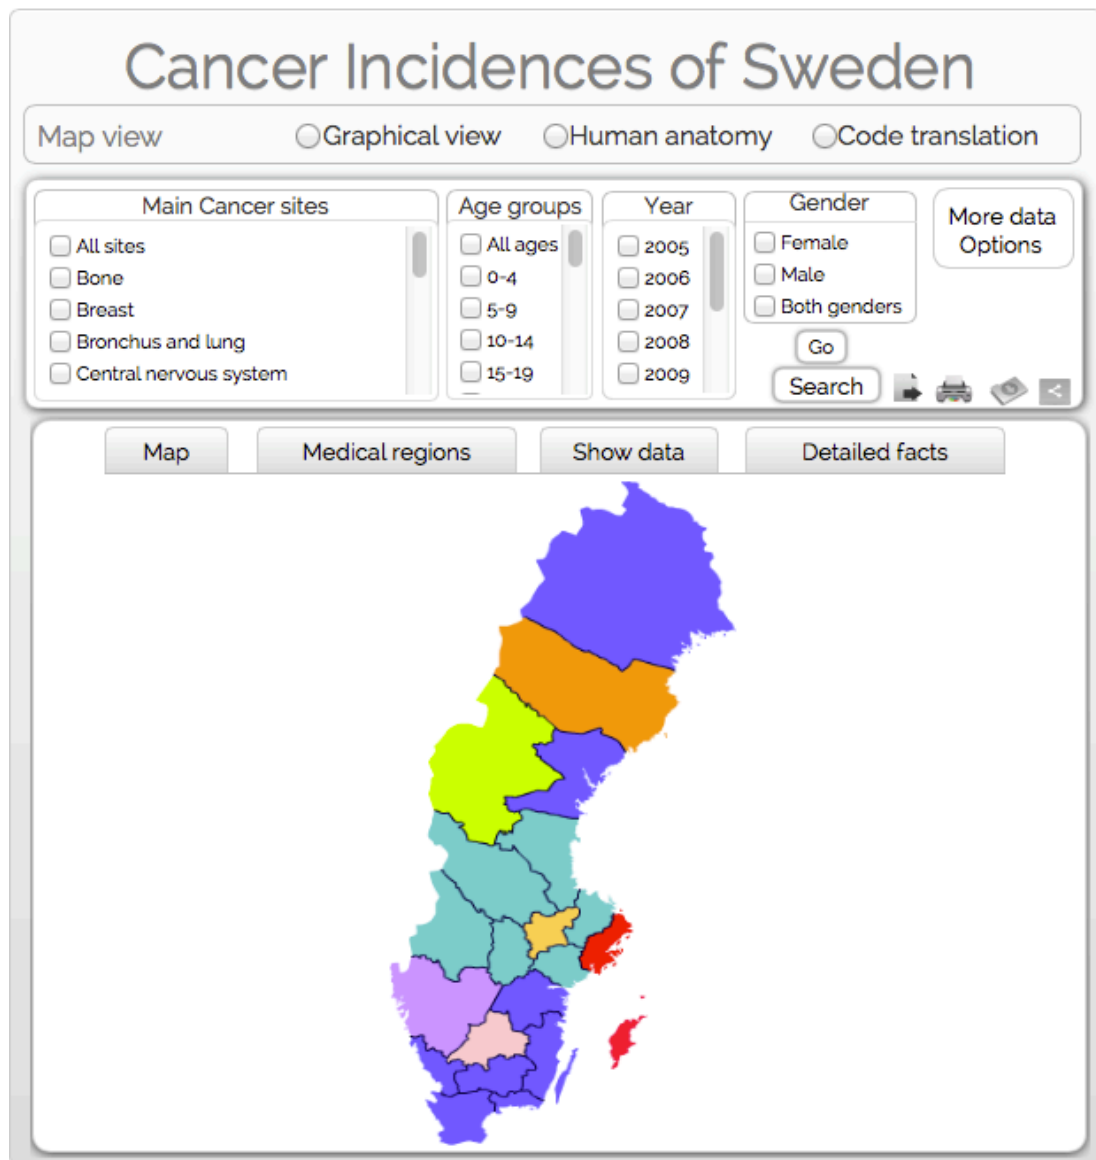 Cancer Incidences of Sweden
Map view
Graphical view
Human anatomy
Code translation
Main Cancer sites
All sites
Bone
Breast
Bronchus and lung
Central nervous system
Age groups
All ages
0-4
5-9
10-14
15-19
Year
2005
2006
2007
2008
2009
Gender
Female
Male
Both genders
Go
Search
More data
Options
Map
Medical regions
Show data
Detailed facts